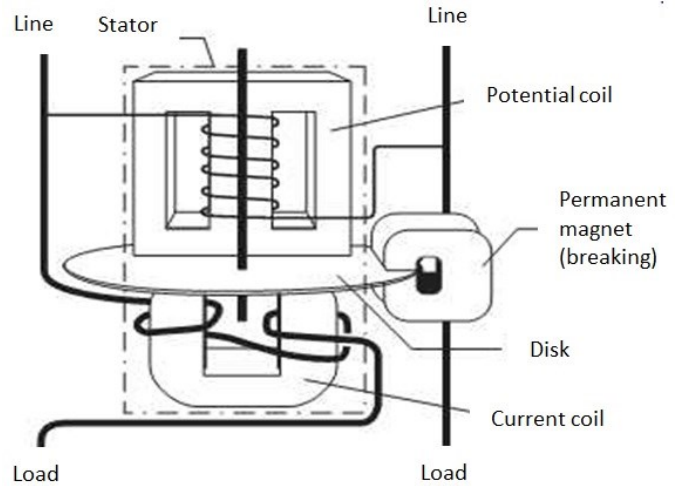 Line
Stator
Line
Potential coil
Permanent
magnet
(breaking)
Disk
Current coil
Load
Load